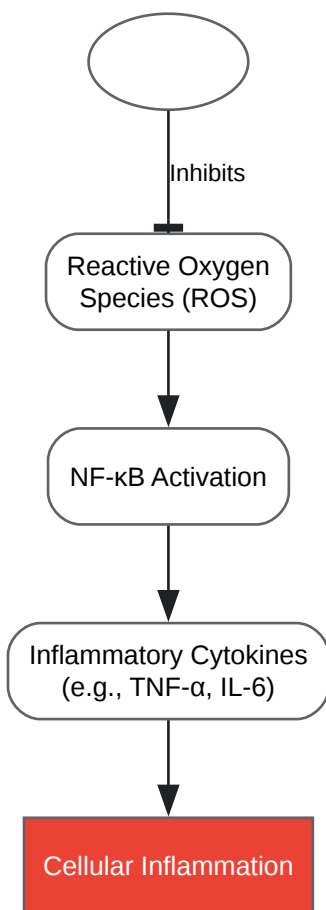 Inhibits
Reactive Oxygen
Species (ROS)
NF-κB Activation
Inflammatory Cytokines
(e.g., TNF-α, IL-6)
Cellular Inflammation